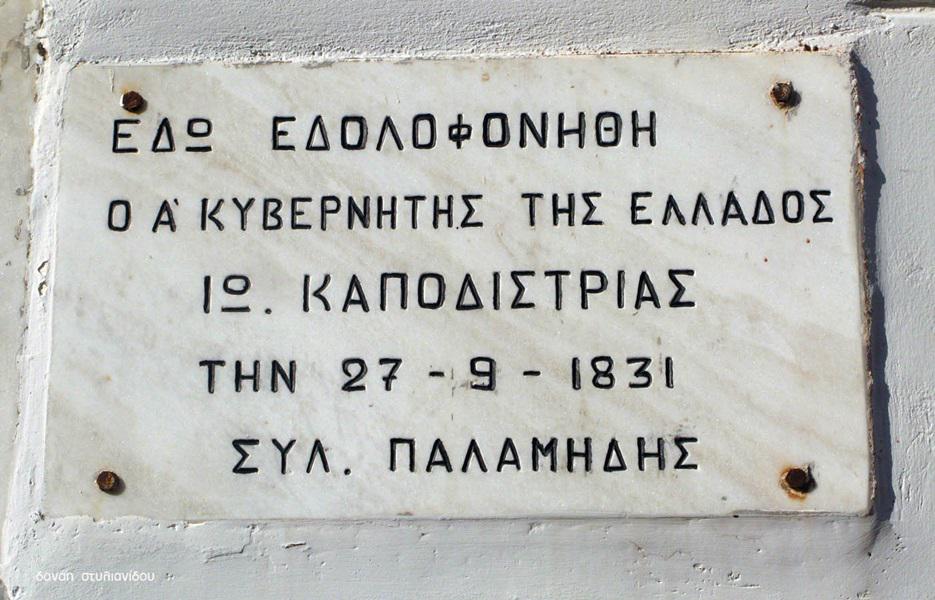 ΕΔΩ ΕΔΟΛΟΦΟΝΗΘΗ
Ο Α' ΚΥΒΕΡΝΗΤΗΣ ΤΗΣ ΕΛΛΑΔΟΣ
ΙΩ. ΚΑΠΟΔΙΣΤΡΙΑΣ
ΤΗΝ 27 - 9 - 1831
ΣΥΛ. ΠΑΛΑΜΗΔΗΣ
δανάη στυλιανίδου